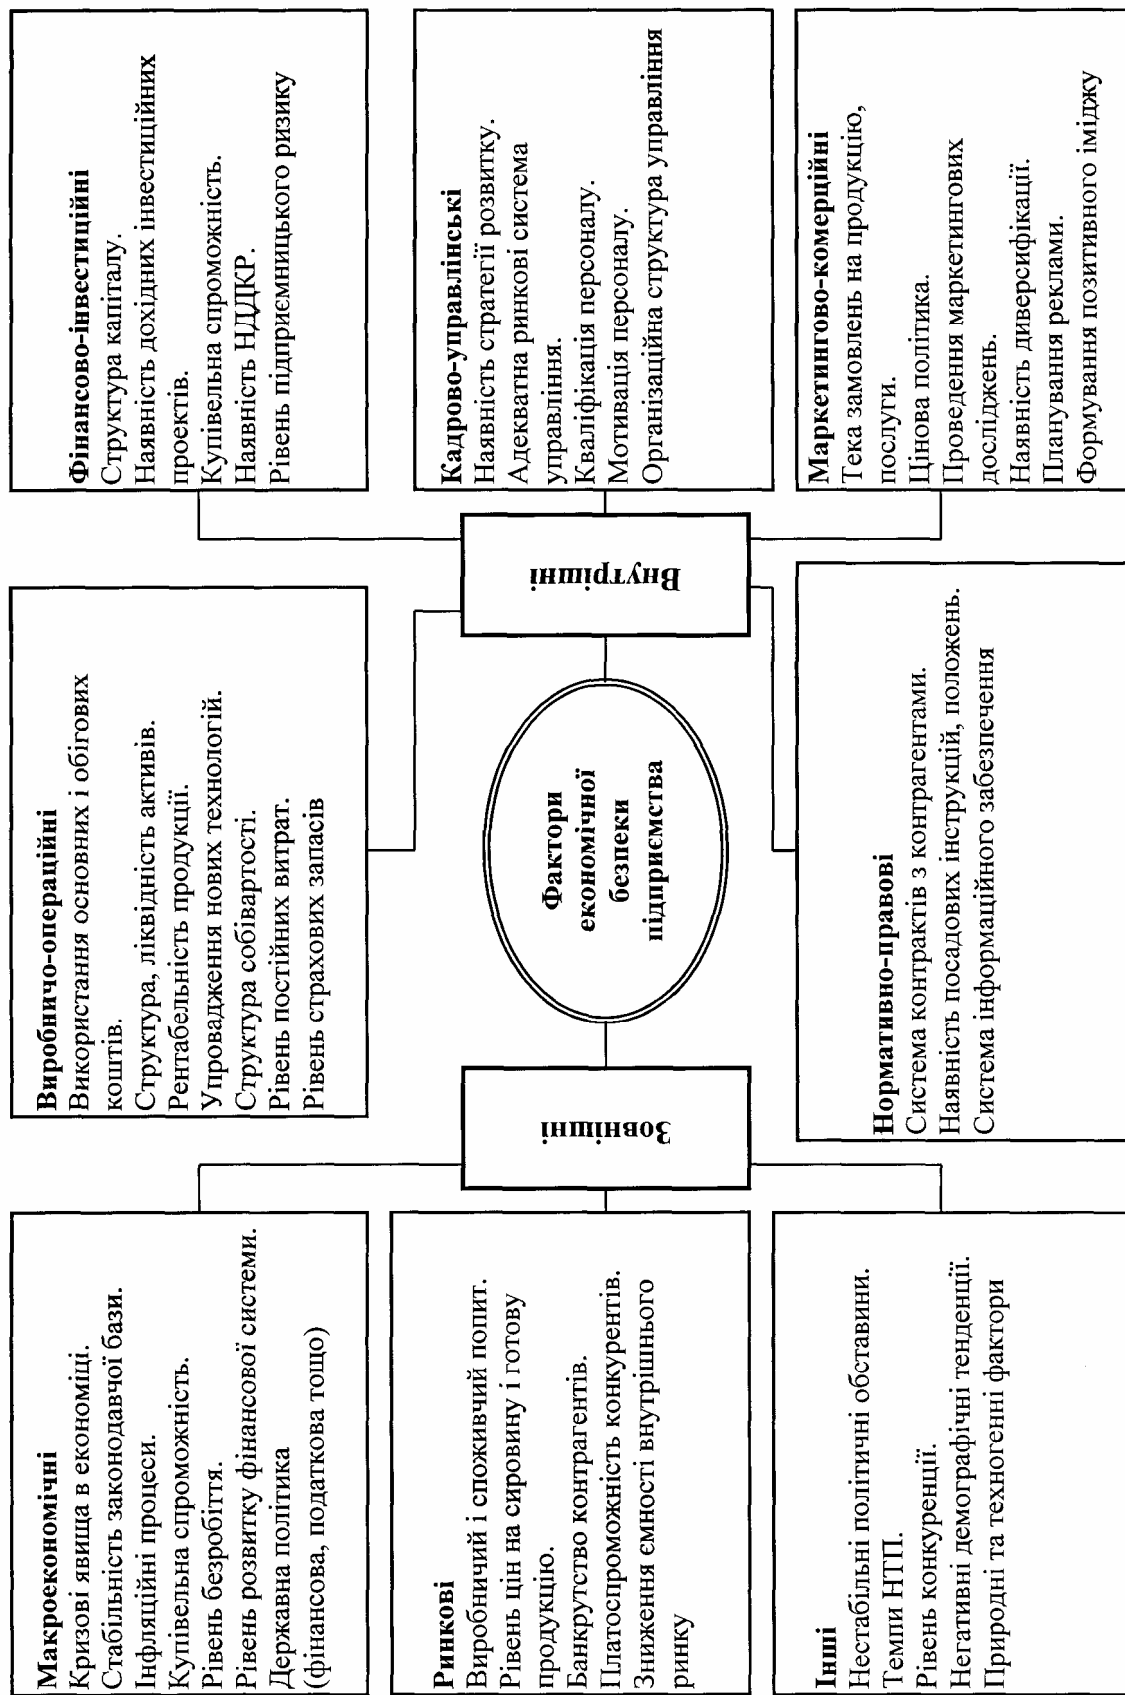 Макроекономічні
Кризові явища в економіці.
Стабільність законодавчої бази.
Інфляційні процеси.
Купівельна спроможність.
Рівень безробіття.
Рівень розвитку фінансової системи.
Державна політика
(фінансова, податкова тощо)
Ринкові
Виробничий і споживчий попит.
Рівень цін на сировину і готову
продукцію.
Банкрутство контрагентів.
Платоспроможність конкурентів.
Зниження ємності внутрішнього
ринку
Інші
Нестабільні політичні обставини.
Темпи НТП.
Рівень конкуренції.
Негативні демографічні тенденції.
Природні та техногенні фактори
Зовнішні
Фактори
економічної
безпеки
підприємства
Внутрішні
Виробничо-операційні
Використання основних і обігових
коштів.
Структура, ліквідність активів.
Рентабельність продукції.
Упровадження нових технологій.
Структура собівартості.
Рівень постійних витрат.
Рівень страхових запасів
Нормативно-правові
Система контрактів з контрагентами.
Наявність посадових інструкцій, положень.
Система інформаційного забезпечення
Фінансово-інвестиційні
Структура капіталу.
Наявність дохідних інвестиційних
проектів.
Купівельна спроможність.
Наявність НДДКР.
Рівень підприємницького ризику
Кадрово-управлінські
Наявність стратегії розвитку.
Адекватна ринкові система
управління.
Кваліфікація персоналу.
Мотивація персоналу.
Організаційна структура управління
Маркетингово-комерційні
Тека замовлень на продукцію,
послуги.
Цінова політика.
Проведення маркетингових
досліджень.
Наявність диверсифікації.
Планування реклами.
Формування позитивного іміджу